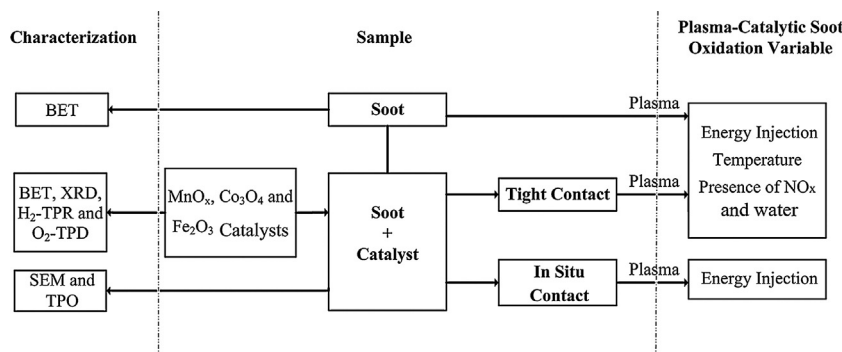 Characterization
Sample
Plasma-Catalytic Soot
Oxidation Variable
BET
Soot
Plasma
Energy Injection
Temperature
Presence of NOx
and water
BET, XRD,
H₂-TPR and
O₂-TPD
MnOₓ, Co₃O₄ and
Fe₂O₃ Catalysts
Soot
+
Catalyst
Tight Contact
Plasma
SEM and
TPO
In Situ
Contact
Plasma
Energy Injection